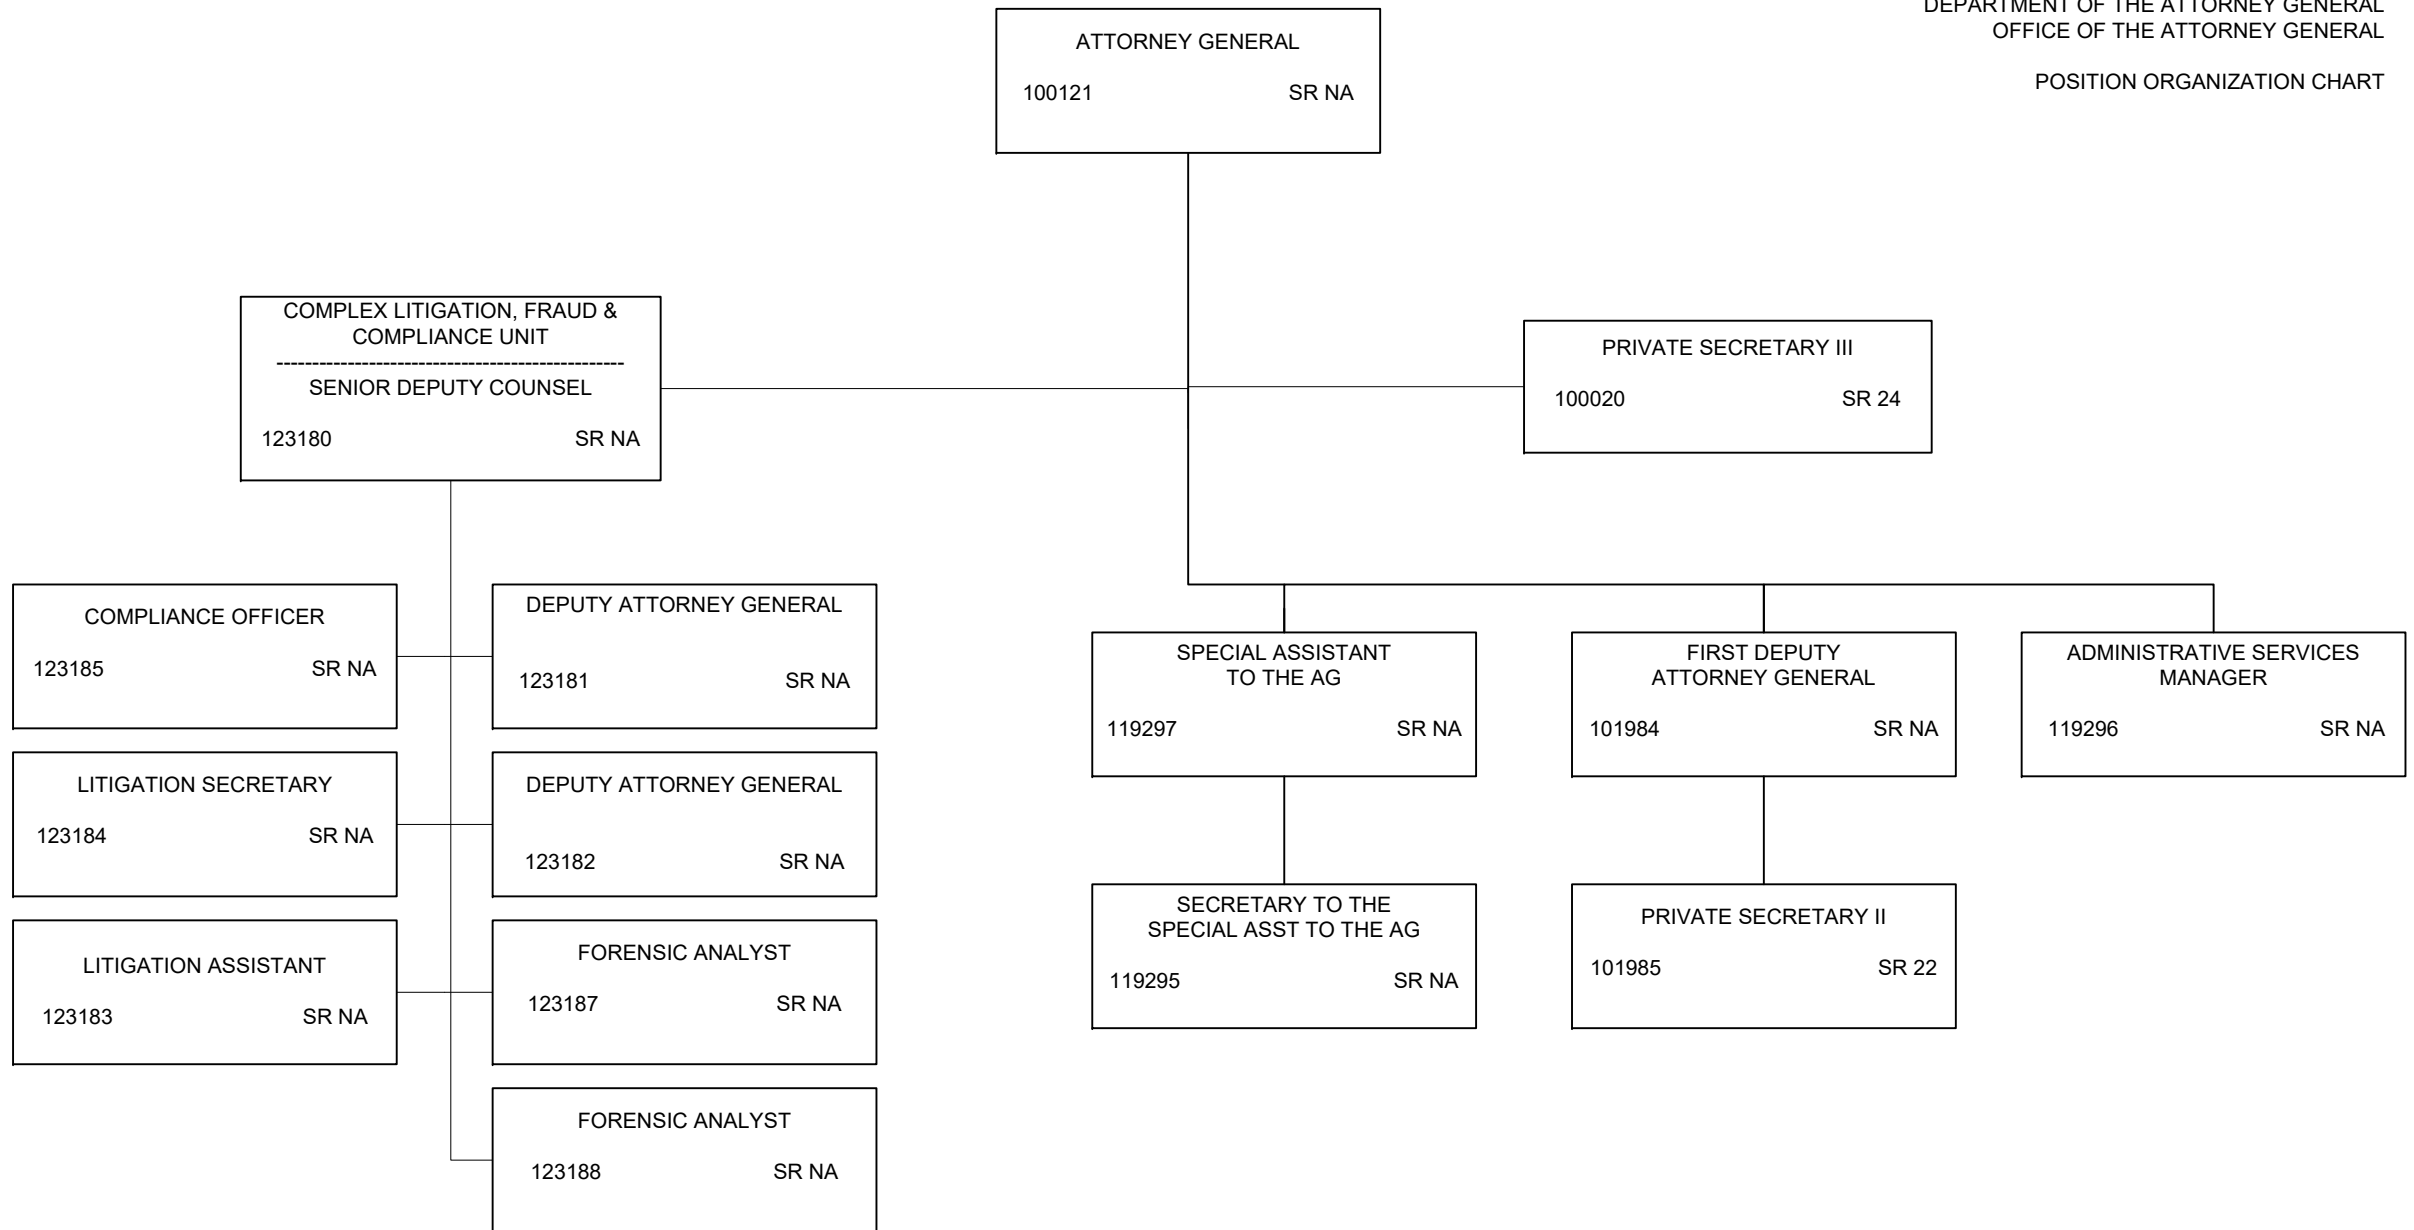 DEPARTMENT OF THE ATTORNEY GENERAL
OFFICE OF THE ATTORNEY GENERAL
POSITION ORGANIZATION CHART
ATTORNEY GENERAL
100121 SR NA
COMPLEX LITIGATION, FRAUD &
COMPLIANCE UNIT
------------------------------------------------
SENIOR DEPUTY COUNSEL
123180 SR NA
PRIVATE SECRETARY III
100020 SR 24
COMPLIANCE OFFICER
123185 SR NA
DEPUTY ATTORNEY GENERAL
123181 SR NA
LITIGATION SECRETARY
123184 SR NA
DEPUTY ATTORNEY GENERAL
123182 SR NA
LITIGATION ASSISTANT
123183 SR NA
FORENSIC ANALYST
123187 SR NA
FORENSIC ANALYST
123188 SR NA
SPECIAL ASSISTANT
TO THE AG
119297 SR NA
FIRST DEPUTY
ATTORNEY GENERAL
101984 SR NA
ADMINISTRATIVE SERVICES
MANAGER
119296 SR NA
SECRETARY TO THE
SPECIAL ASST TO THE AG
119295 SR NA
PRIVATE SECRETARY II
101985 SR 22